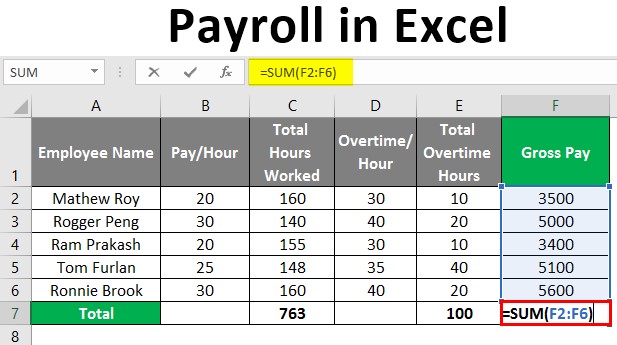 Payroll in Excel
SUM =SUM(F2:F6)
A B C D E F
1 Employee Name Pay/Hour Total Hours Worked Overtime/Hour Total Overtime Hours Gross Pay
2 Mathew Roy 20 160 30 10 3500
3 Rogger Peng 30 140 40 20 5000
4 Ram Prakash 20 155 30 10 3400
5 Tom Furlan 25 148 35 40 5100
6 Ronnie Brook 30 160 40 20 5600
7 Total 763 100 =SUM(F2:F6)
8